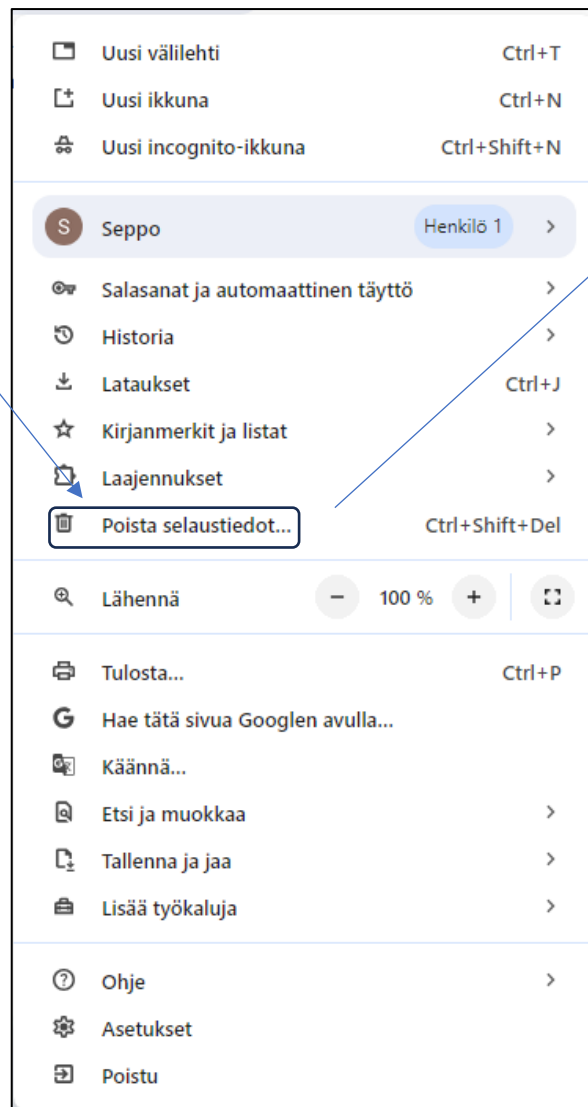 Uusi välilehti Ctrl+T
Uusi ikkuna Ctrl+N
Uusi incognito-ikkuna Ctrl+Shift+N
S Seppo Henkilö 1
Salasanat ja automaattinen täyttö
Historia
Lataukset Ctrl+J
Kirjanmerkit ja listat
Laajennukset
Poista selaustiedot... Ctrl+Shift+Del
Lähennä − 100 % +
Tulosta... Ctrl+P
G Hae tätä sivua Googlen avulla...
Käännä...
Etsi ja muokkaa
Tallenna ja jaa
Lisää työkaluja
Ohje
Asetukset
Poistu